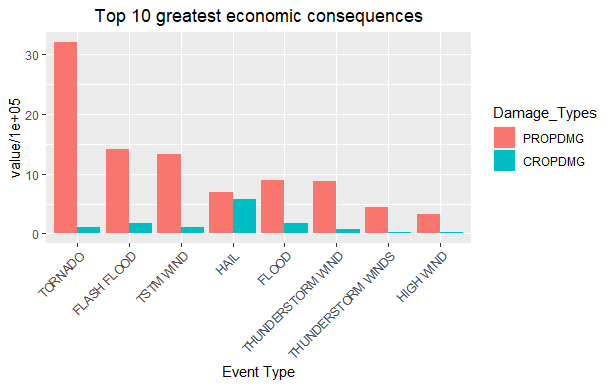 Top 10 greatest economic consequences
30
20
10
0
value/1e+05
TORNADO
FLASH FLOOD
TSTM WIND
HAIL
FLOOD
THUNDERSTORM WIND
THUNDERSTORM WINDS
HIGH WIND
Event Type
Damage_Types
PROPDMG
CROPDMG